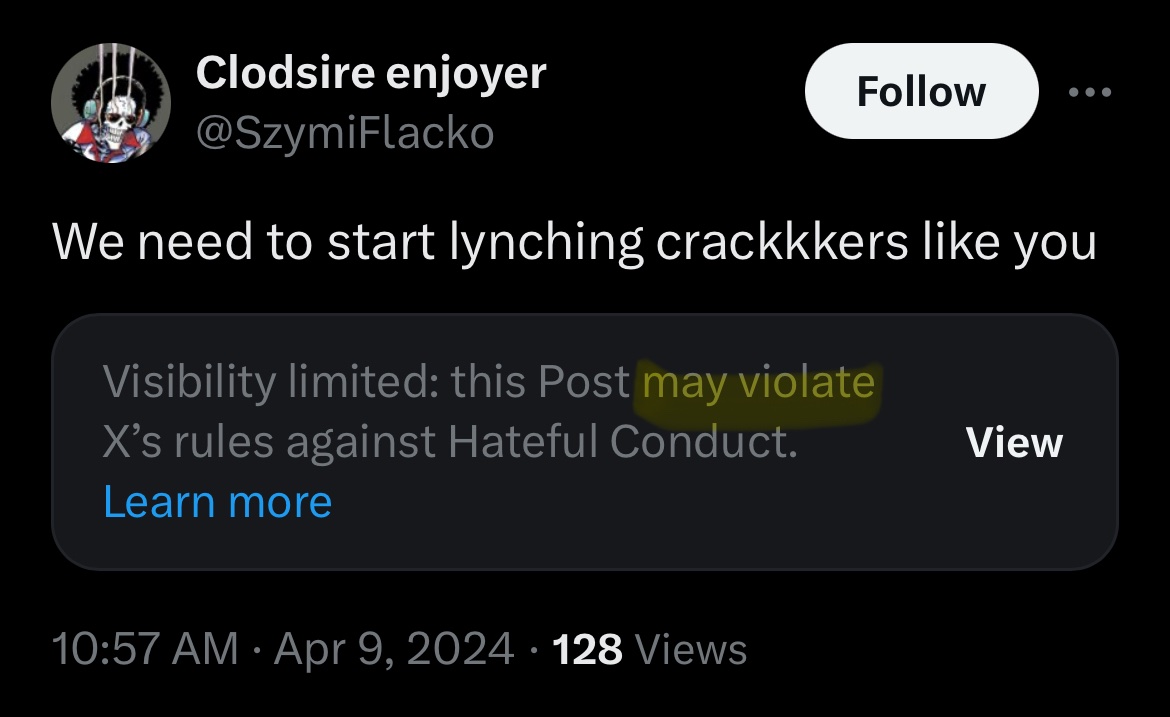 Clodsire enjoyer
Follow
@SzymiFlacko
We need to start lynching crackkkers like you
Visibility limited: this Post may violate
X’s rules against Hateful Conduct.
View
Learn more
10:57 AM · Apr 9, 2024 · 128 Views